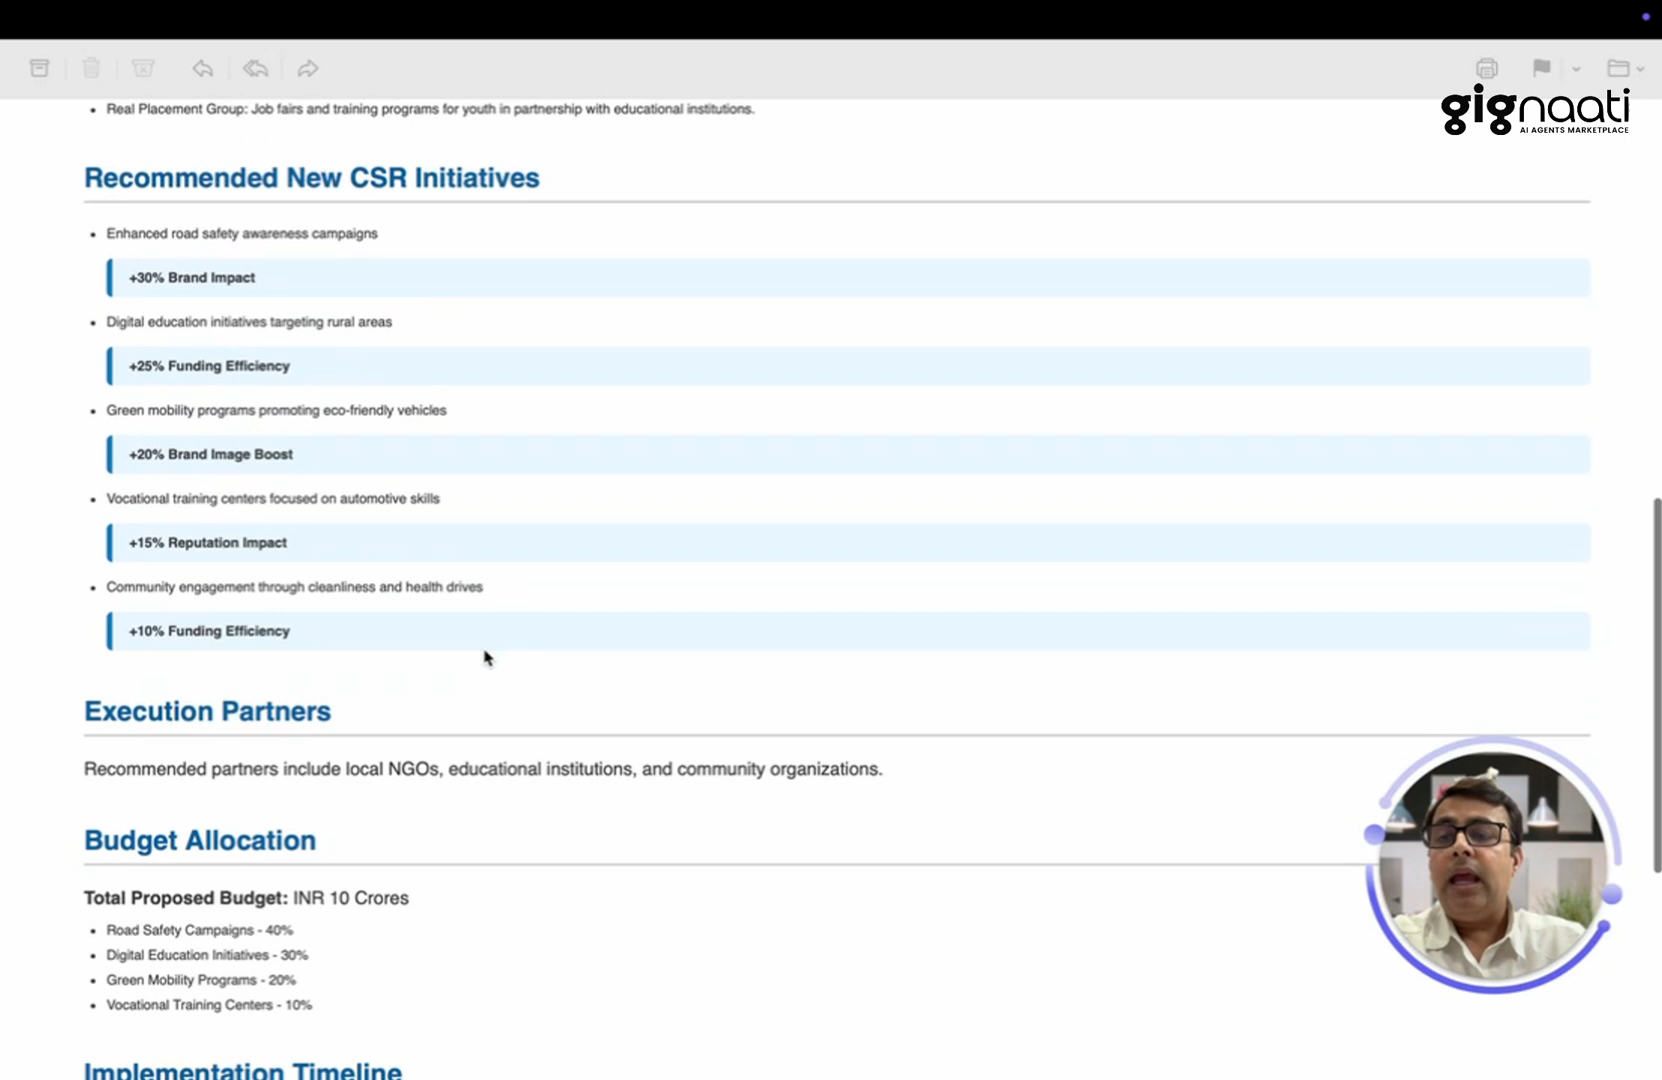 gignaati
AI AGENTS MARKETPLACE
Real Placement Group: Job fairs and training programs for youth in partnership with educational institutions.
Recommended New CSR Initiatives
Enhanced road safety awareness campaigns
+30% Brand Impact
Digital education initiatives targeting rural areas
+25% Funding Efficiency
Green mobility programs promoting eco-friendly vehicles
+20% Brand Image Boost
Vocational training centers focused on automotive skills
+15% Reputation Impact
Community engagement through cleanliness and health drives
+10% Funding Efficiency
Execution Partners
Recommended partners include local NGOs, educational institutions, and community organizations.
Budget Allocation
Total Proposed Budget: INR 10 Crores
Road Safety Campaigns - 40%
Digital Education Initiatives - 30%
Green Mobility Programs - 20%
Vocational Training Centers - 10%
Implementation Timeline